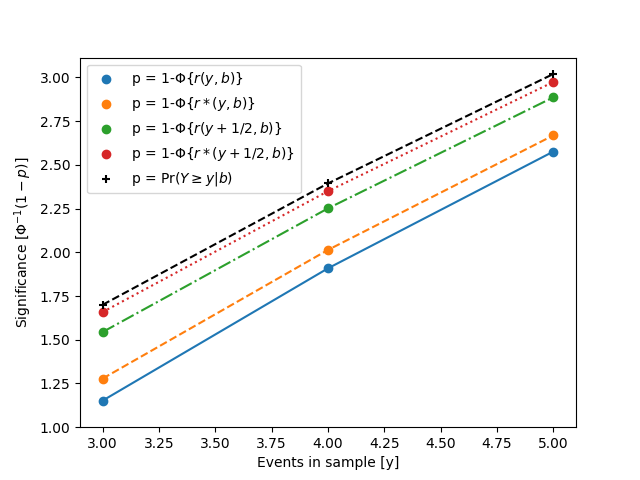 p = 1-Φ{r(y, b)}
p = 1-Φ{r * (y, b)}
p = 1-Φ{r(y + 1/2, b)}
p = 1-Φ{r * (y + 1/2, b)}
p = Pr(Y ≥ y|b)
3.00
2.75
2.50
2.25
2.00
1.75
1.50
1.25
1.00
Significance [Φ⁻¹(1 − p)]
3.00 3.25 3.50 3.75 4.00 4.25 4.50 4.75 5.00
Events in sample [y]